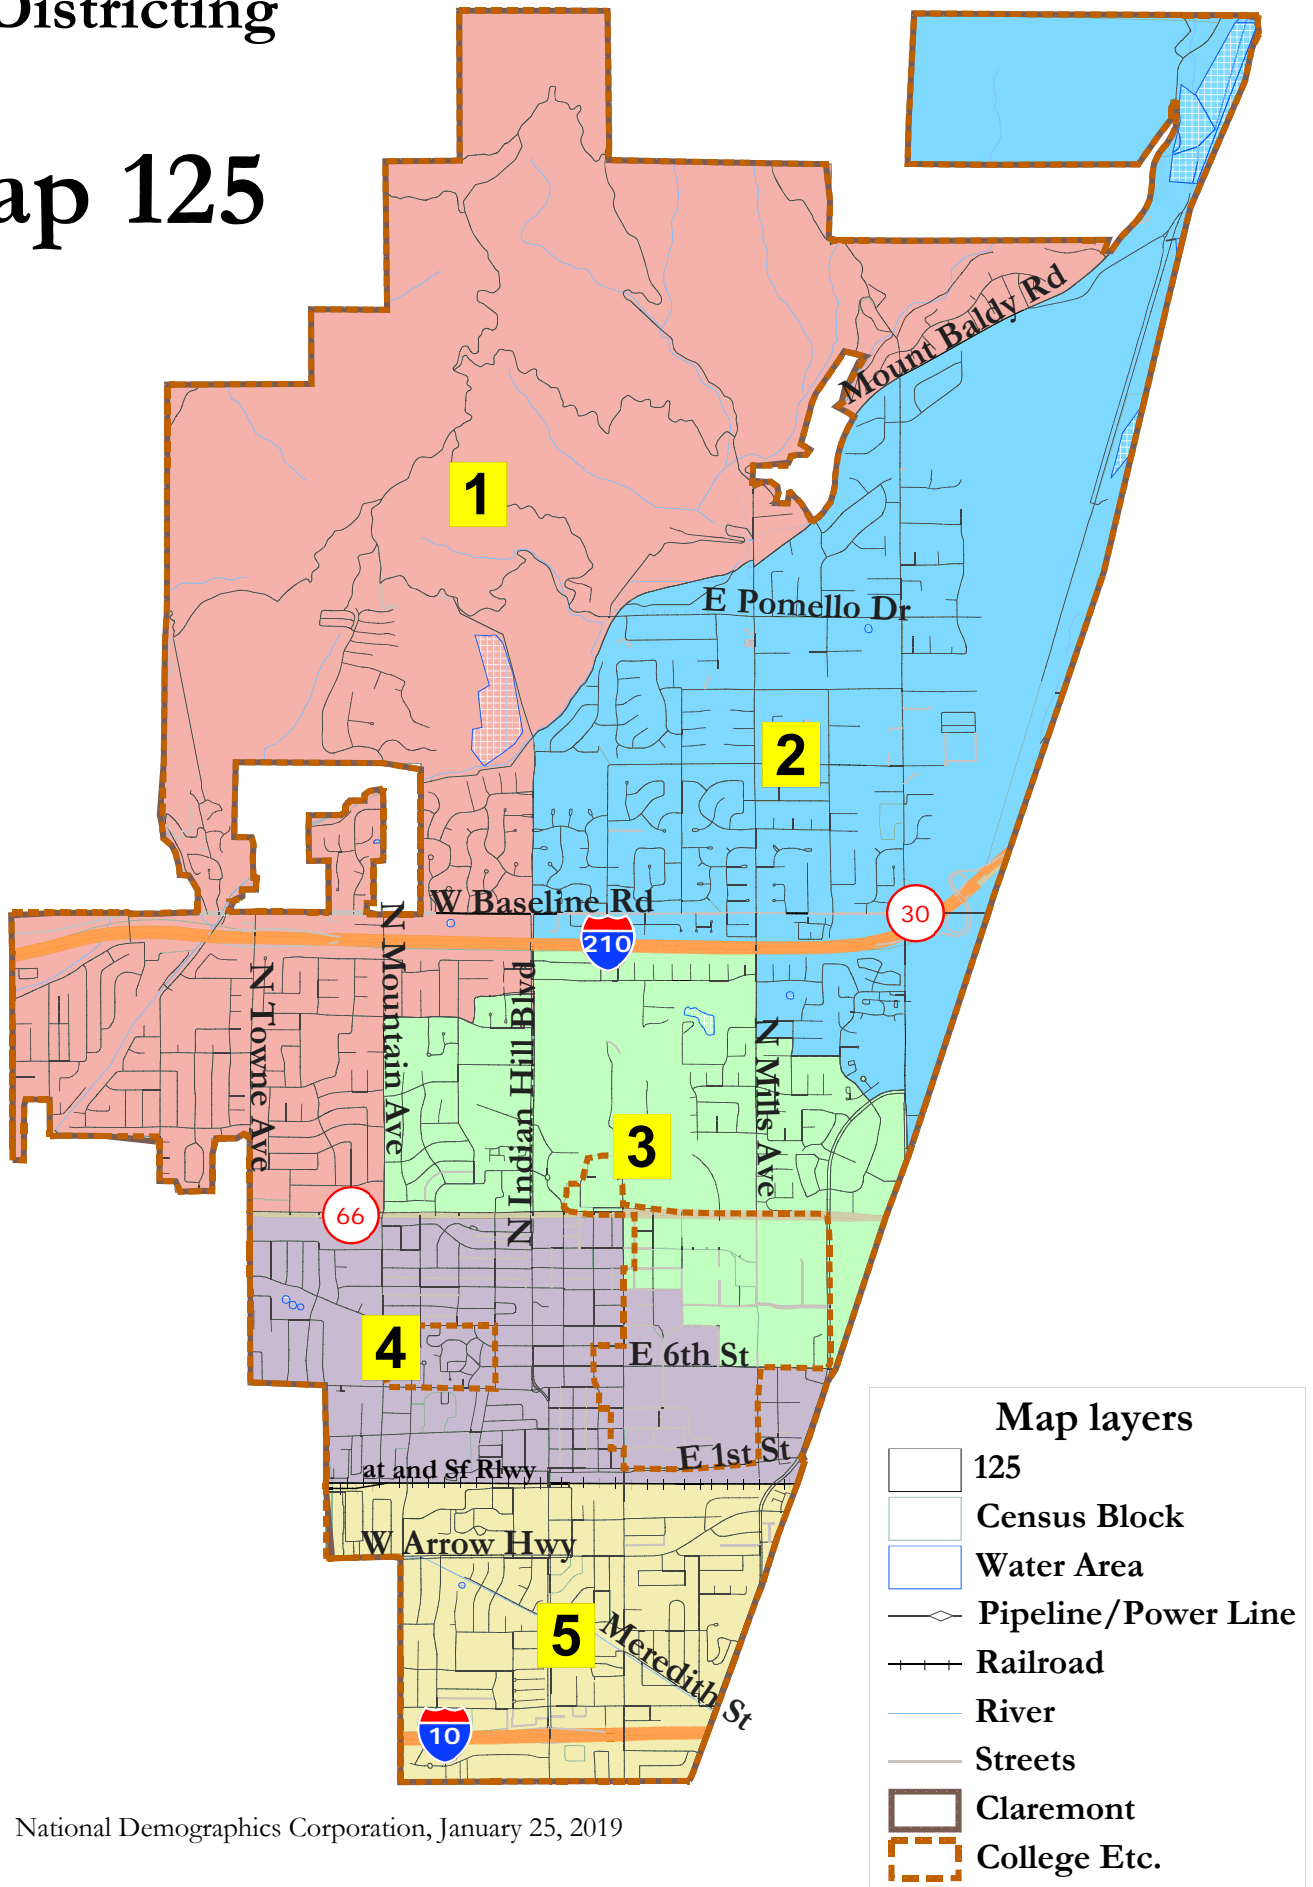 Districting
ap 125
Mount Baldy Rd
1
E Pomello Dr
2
W Baseline Rd
30
210
N Towne Ave
N Mountain Ave
N Indian Hill Blvd
N Mills Ave
3
66
4
E 6th St
E 1st St
at and Sf Rlwy
W Arrow Hwy
5
Meredith St
10
Map layers
125
Census Block
Water Area
Pipeline/Power Line
Railroad
River
Streets
Claremont
College Etc.
National Demographics Corporation, January 25, 2019